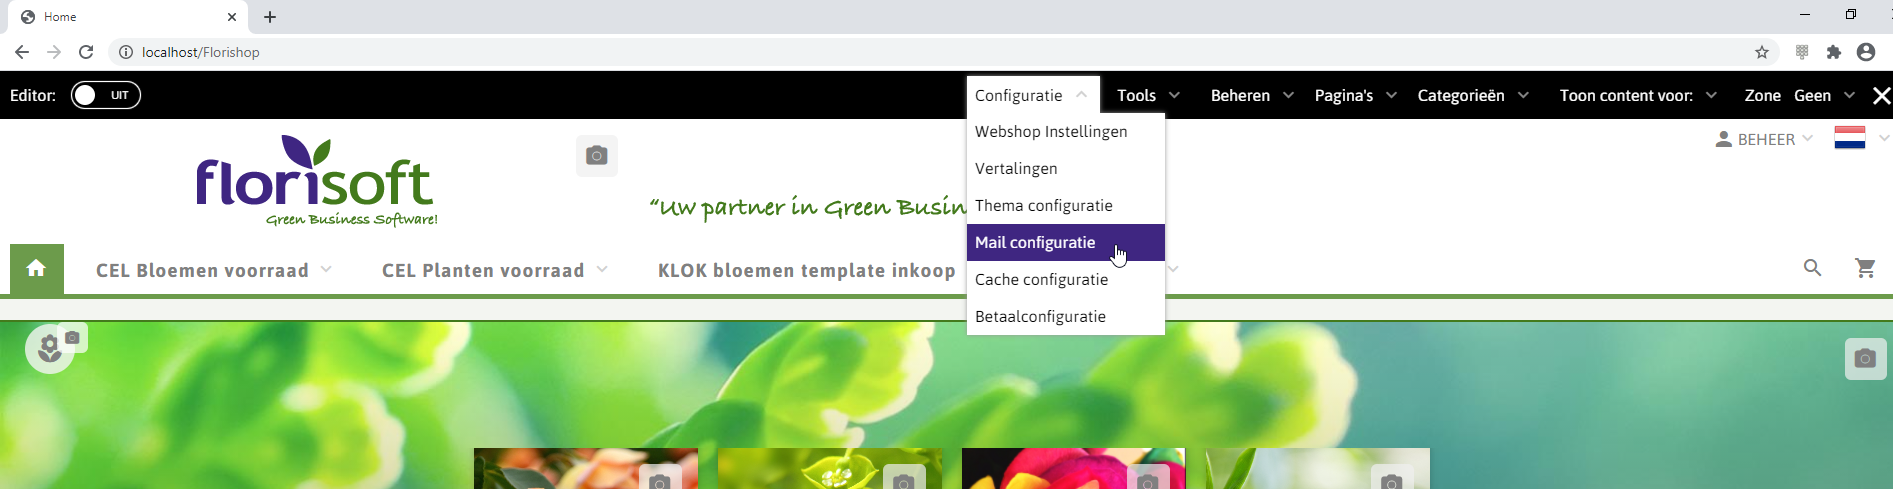 Home
localhost/Florishop
Editor: UIT Configuratie Tools Beheren Pagina's Categorieën Toon content voor: Zone Geen
Webshop Instellingen
Vertalingen
Thema configuratie
Mail configuratie
Cache configuratie
Betaalconfiguratie
BEHEER
florisoft
Green Business Software!
“Uw partner in Green Busin
CEL Bloemen voorraad CEL Planten voorraad KLOK bloemen template inkoop